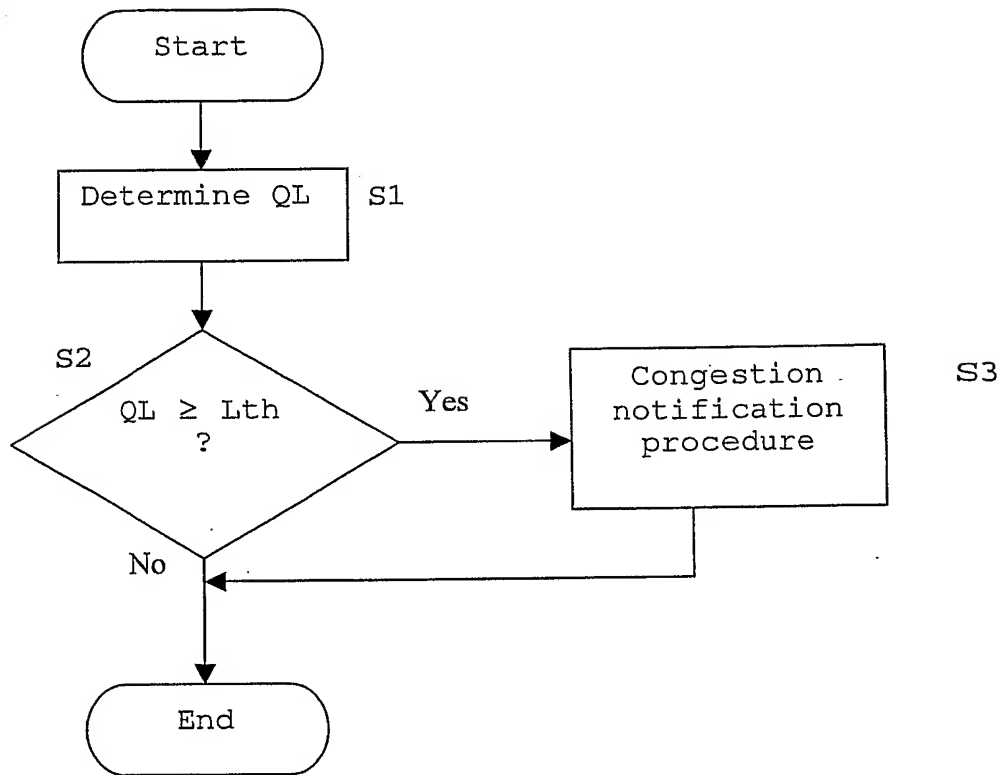 Start
Determine QL
S1
S2
QL ≥ Lth
?
Yes
Congestion
notification
procedure
S3
No
End